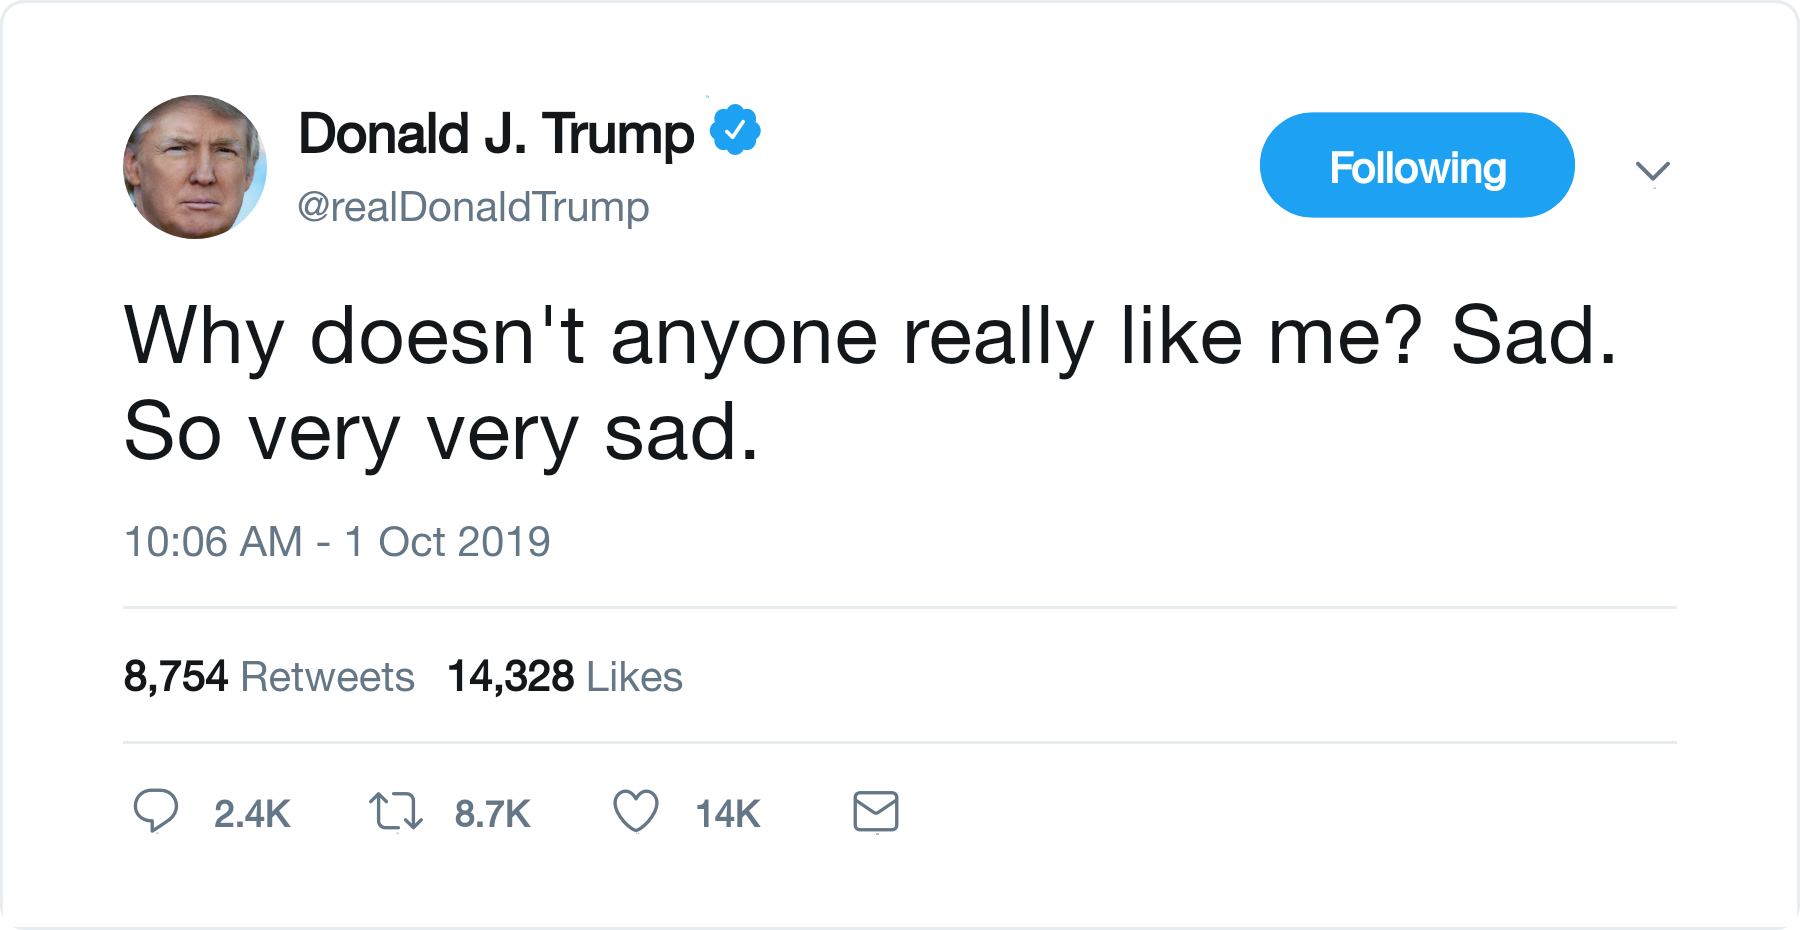 Donald J. Trump
@realDonaldTrump
Following
Why doesn't anyone really like me? Sad.
So very very sad.
10:06 AM - 1 Oct 2019
8,754 Retweets 14,328 Likes
2.4K 8.7K 14K